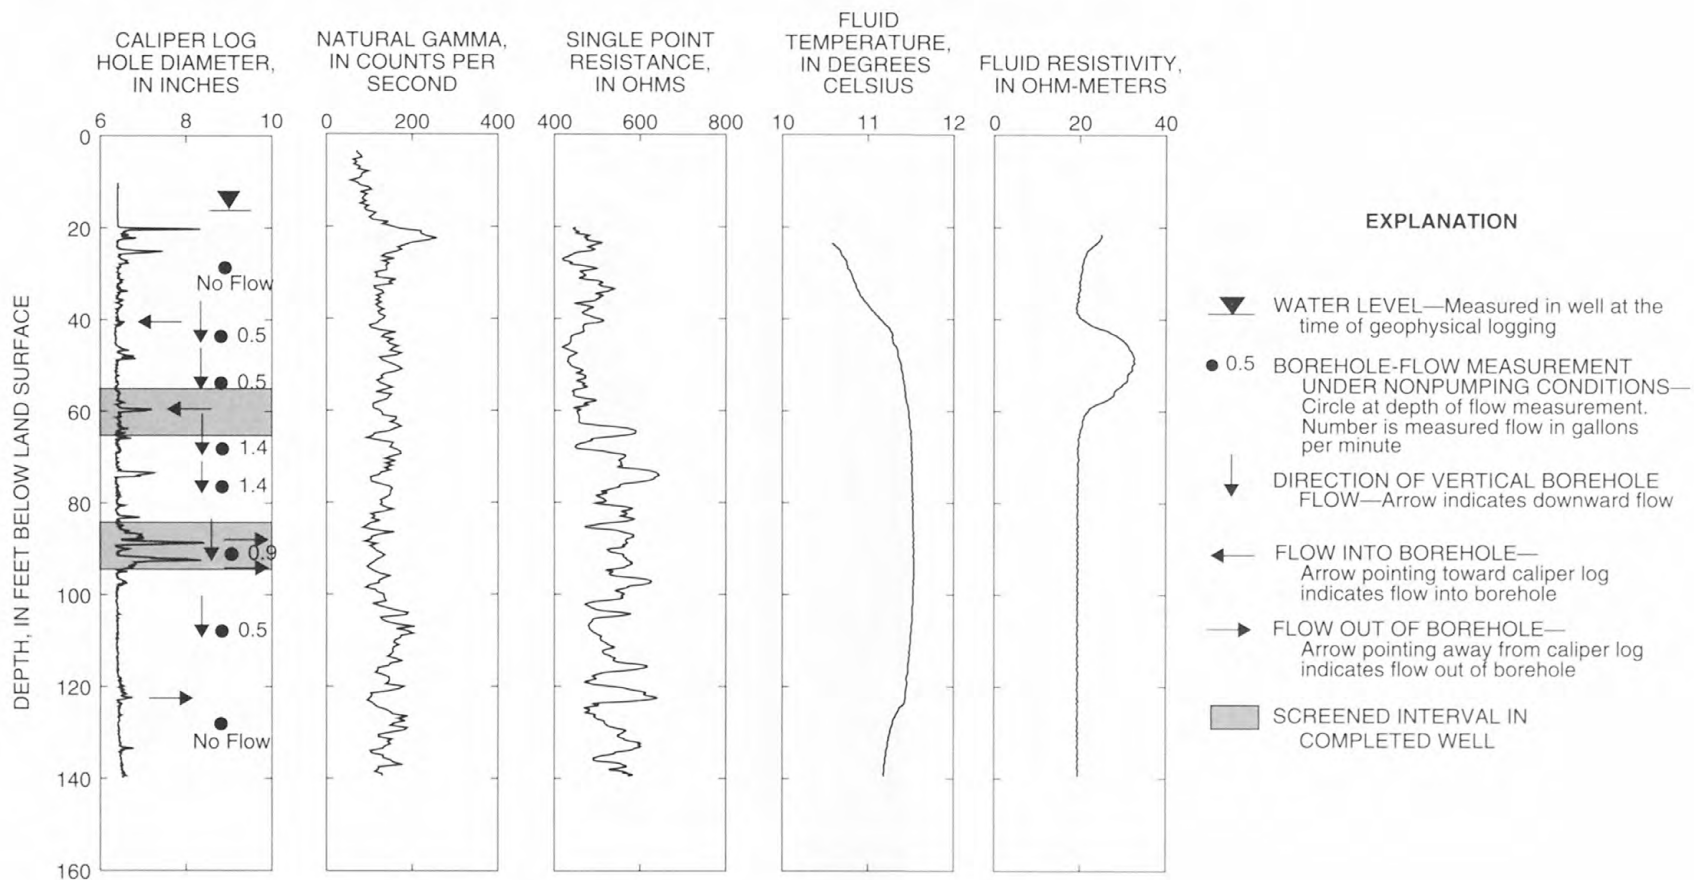 CALIPER LOG
HOLE DIAMETER,
IN INCHES
NATURAL GAMMA,
IN COUNTS PER
SECOND
SINGLE POINT
RESISTANCE,
IN OHMS
FLUID
TEMPERATURE,
IN DEGREES
CELSIUS
FLUID RESISTIVITY,
IN OHM-METERS
6 8 10
0 200 400
400 600 800
10 11 12
0 20 40
DEPTH, IN FEET BELOW LAND SURFACE
0
20
40
60
80
100
120
140
160
No Flow
0.5
0.5
1.4
1.4
0.9
0.5
No Flow
EXPLANATION
WATER LEVEL—Measured in well at the
time of geophysical logging
0.5 BOREHOLE-FLOW MEASUREMENT
UNDER NONPUMPING CONDITIONS—
Circle at depth of flow measurement.
Number is measured flow in gallons
per minute
DIRECTION OF VERTICAL BOREHOLE
FLOW—Arrow indicates downward flow
FLOW INTO BOREHOLE—
Arrow pointing toward caliper log
indicates flow into borehole
FLOW OUT OF BOREHOLE—
Arrow pointing away from caliper log
indicates flow out of borehole
SCREENED INTERVAL IN
COMPLETED WELL